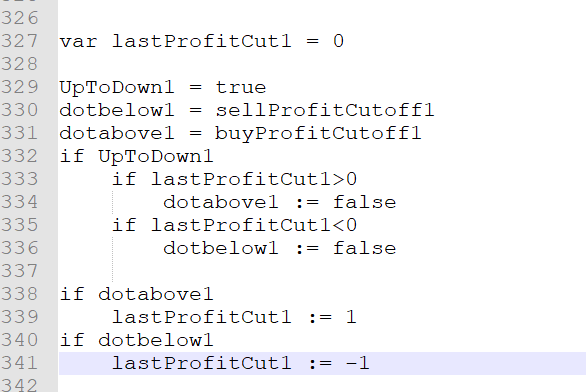 326
327 var lastProfitCut1 = 0
328
329 UpToDown1 = true
330 dotbelow1 = sellProfitCutoff1
331 dotabove1 = buyProfitCutoff1
332 if UpToDown1
333     if lastProfitCut1>0
334         dotabove1 := false
335     if lastProfitCut1<0
336         dotbelow1 := false
337
338 if dotabove1
339     lastProfitCut1 := 1
340 if dotbelow1
341     lastProfitCut1 := -1
342